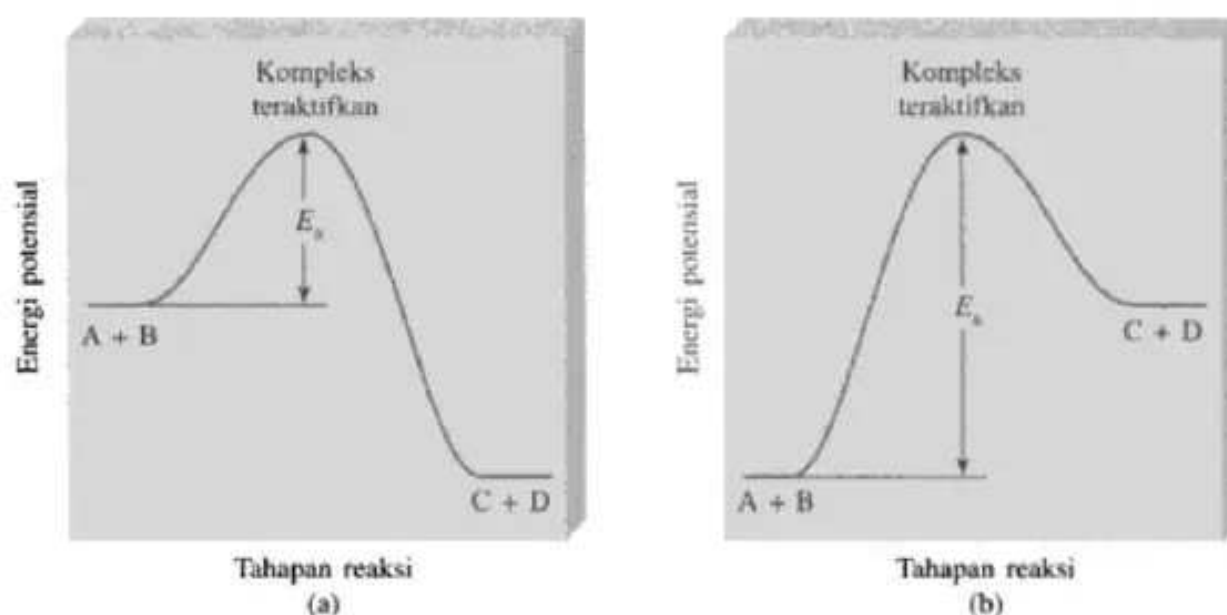 Kompleks
teraktifkan
Energi potensial
Eₐ
A + B
C + D
Tahapan reaksi
(a)
Kompleks
teraktifkan
Energi potensial
Eₐ
C + D
A + B
Tahapan reaksi
(b)